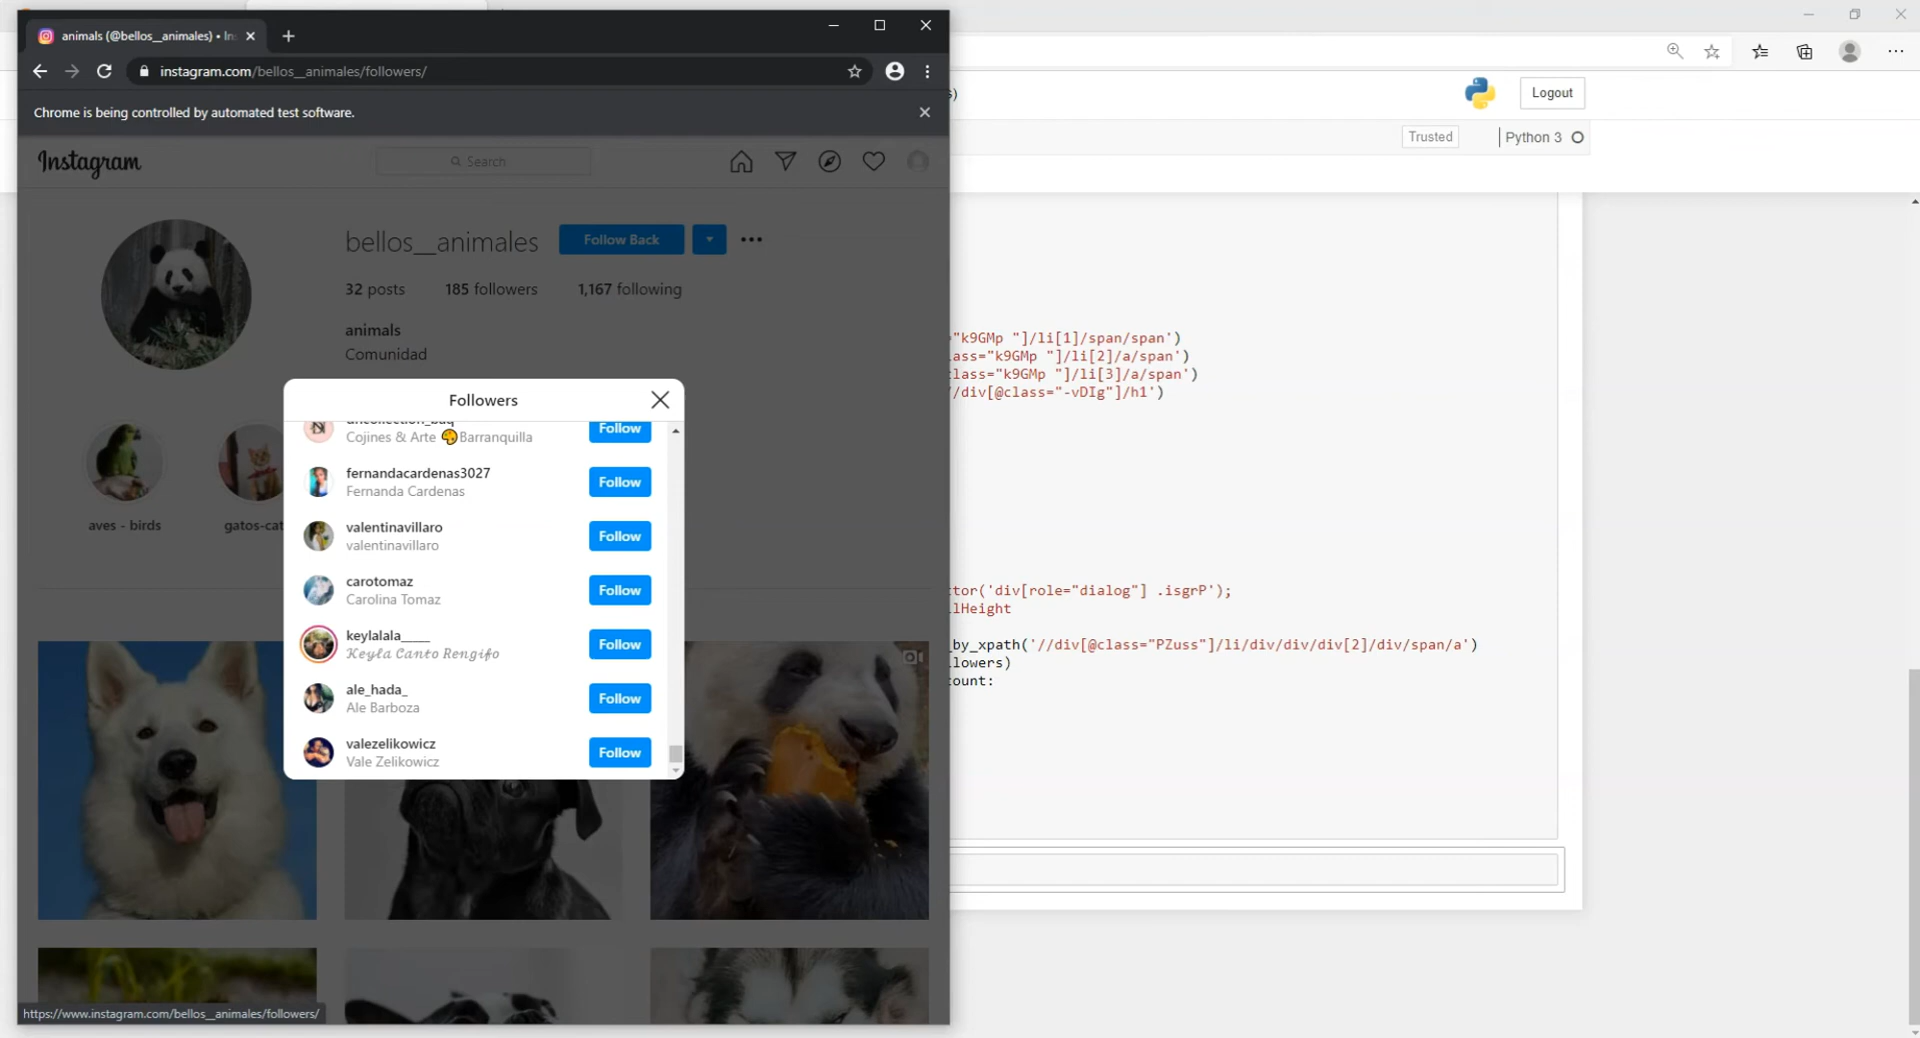 animals (@bellos__animales) • In
instagram.com/bellos__animales/followers/
Chrome is being controlled by automated test software.
Instagram
Search
bellos__animales
Follow Back
32 posts 185 followers 1,167 following
animals
Comunidad
aves - birds
gatos-cat
Followers
Cojines & Arte 🎨Barranquilla
Follow
fernandacardenas3027
Fernanda Cardenas
Follow
valentinavillaro
valentinavillaro
Follow
carotomaz
Carolina Tomaz
Follow
keylalala_____
𝓚𝓮𝔂𝓵𝓪 𝓒𝓪𝓷𝓽𝓸 𝓡𝓮𝓷𝓰𝓲𝓯𝓸
Follow
ale_hada_
Ale Barboza
Follow
valezelikowicz
Vale Zelikowicz
Follow
https://www.instagram.com/bellos__animales/followers/
Logout
Trusted
Python 3
="k9GMp "]/li[1]/span/span')
ass="k9GMp "]/li[2]/a/span')
class="k9GMp "]/li[3]/a/span')
/div[@class="-vDIg"]/h1')
tor('div[role="dialog"] .isgrP');
llHeight
by_xpath('//div[@class="PZuss"]/li/div/div/div[2]/div/span/a')
lowers)
ount: